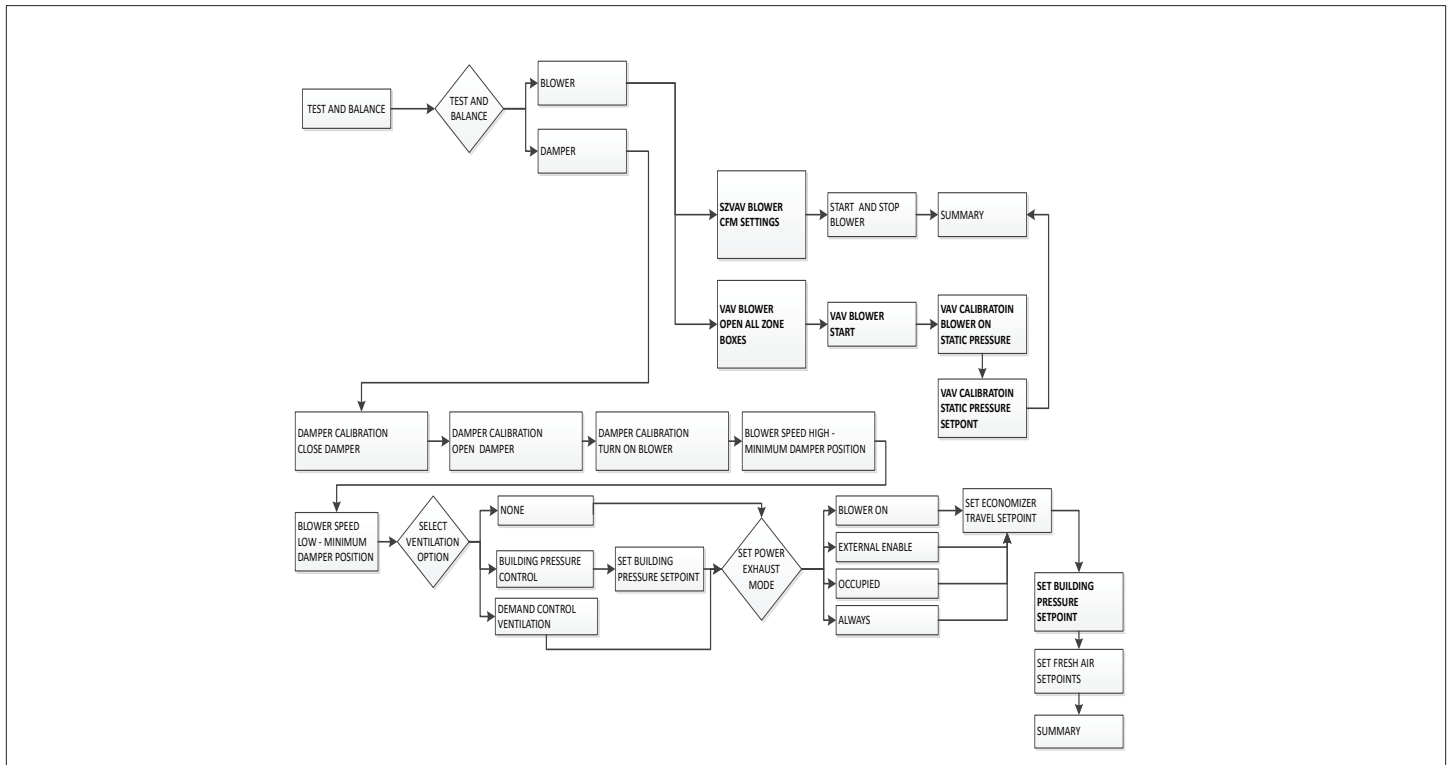 TEST AND BALANCE
TEST AND
BALANCE
BLOWER
DAMPER
SZVAV BLOWER
CFM SETTINGS
START AND STOP
BLOWER
SUMMARY
VAV BLOWER
OPEN ALL ZONE
BOXES
VAV BLOWER
START
VAV CALIBRATOIN
BLOWER ON
STATIC PRESSURE
VAV CALIBRATOIN
STATIC PRESSURE
SETPONT
DAMPER CALIBRATION
CLOSE DAMPER
DAMPER CALIBRATION
OPEN DAMPER
DAMPER CALIBRATION
TURN ON BLOWER
BLOWER SPEED HIGH -
MINIMUM DAMPER POSITION
BLOWER SPEED
LOW - MINIMUM
DAMPER POSITION
SELECT
VENTILATION
OPTION
NONE
BUILDING PRESSURE
CONTROL
SET BUILDING
PRESSURE SETPOINT
DEMAND CONTROL
VENTILATION
SET POWER
EXHAUST
MODE
BLOWER ON
EXTERNAL ENABLE
OCCUPIED
ALWAYS
SET ECONOMIZER
TRAVEL SETPOINT
SET BUILDING
PRESSURE
SETPOINT
SET FRESH AIR
SETPOINTS
SUMMARY